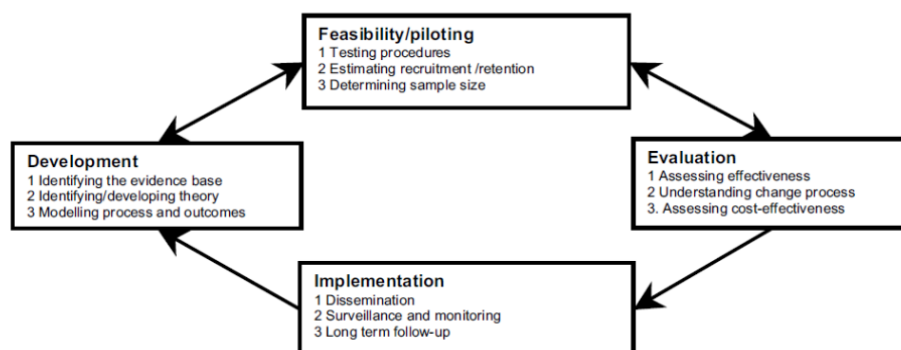 Feasibility/piloting
1 Testing procedures
2 Estimating recruitment /retention
3 Determining sample size
Development
1 Identifying the evidence base
2 Identifying/developing theory
3 Modelling process and outcomes
Evaluation
1 Assessing effectiveness
2 Understanding change process
3. Assessing cost-effectiveness
Implementation
1 Dissemination
2 Surveillance and monitoring
3 Long term follow-up